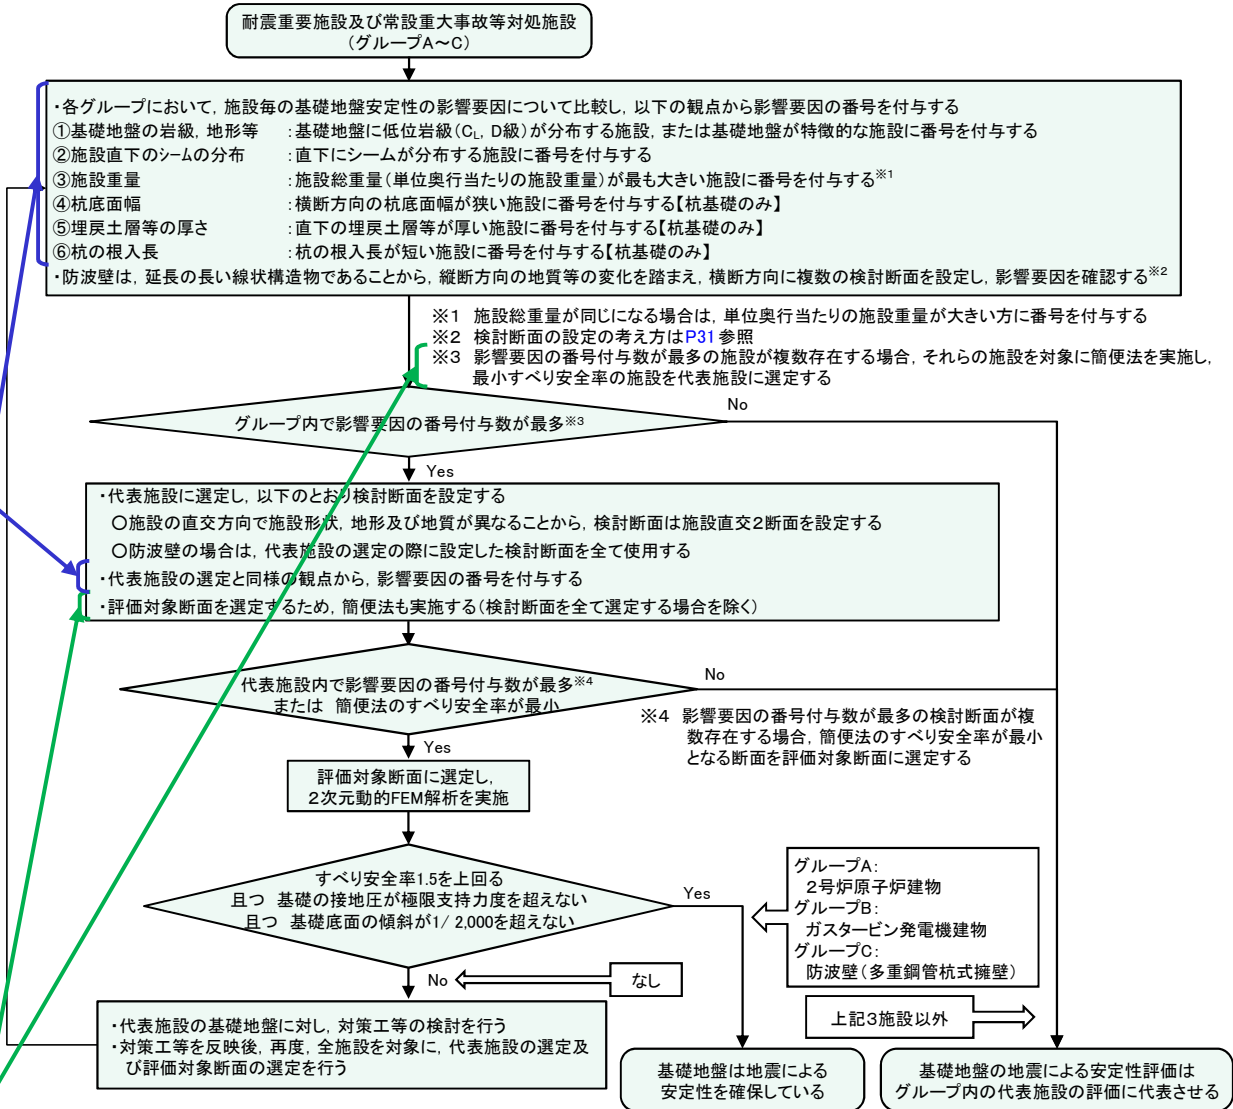 耐震重要施設及び常設重大事故等対処施設
(グループA～C)
・各グループにおいて，施設毎の基礎地盤安定性の影響要因について比較し，以下の観点から影響要因の番号を付与する
①基礎地盤の岩級，地形等　：基礎地盤に低位岩級（CL，D級）が分布する施設，または基礎地盤が特徴的な施設に番号を付与する
②施設直下のシームの分布　：直下にシームが分布する施設に番号を付与する
③施設重量　：施設総重量（単位奥行当たりの施設重量）が最も大きい施設に番号を付与する※1
④杭底面幅　：横断方向の杭底面幅が狭い施設に番号を付与する【杭基礎のみ】
⑤埋戻土層等の厚さ　：直下の埋戻土層等が厚い施設に番号を付与する【杭基礎のみ】
⑥杭の根入長　：杭の根入長が短い施設に番号を付与する【杭基礎のみ】
・防波壁は，延長の長い線状構造物であることから，縦断方向の地質等の変化を踏まえ，横断方向に複数の検討断面を設定し，影響要因を確認する※2
※1　施設総重量が同じになる場合は，単位奥行当たりの施設重量が大きい方に番号を付与する
※2　検討断面の設定の考え方はP31参照
※3　影響要因の番号付与数が最多の施設が複数存在する場合，それらの施設を対象に簡便法を実施し，
最小すべり安全率の施設を代表施設に選定する
グループ内で影響要因の番号付与数が最多※3
No
Yes
・代表施設に選定し，以下のとおり検討断面を設定する
○施設の直交方向で施設形状，地形及び地質が異なることから，検討断面は施設直交２断面を設定する
○防波壁の場合は，代表施設の選定の際に設定した検討断面を全て使用する
・代表施設の選定と同様の観点から，影響要因の番号を付与する
・評価対象断面を選定するため，簡便法も実施する（検討断面を全て選定する場合を除く）
代表施設内で影響要因の番号付与数が最多※4
または　簡便法のすべり安全率が最小
No
Yes
※4　影響要因の番号付与数が最多の検討断面が複
数存在する場合，簡便法のすべり安全率が最小
となる断面を評価対象断面に選定する
評価対象断面に選定し，
２次元動的FEM解析を実施
すべり安全率1.5を上回る
且つ　基礎の接地圧が極限支持力度を超えない
且つ　基礎底面の傾斜が1/ 2,000を超えない
Yes
No
なし
グループA：
２号炉原子炉建物
グループB：
ガスタービン発電機建物
グループC：
防波壁（多重鋼管杭式擁壁）
上記３施設以外
・代表施設の基礎地盤に対し，対策工等の検討を行う
・対策工等を反映後，再度，全施設を対象に，代表施設の選定及
び評価対象断面の選定を行う
基礎地盤は地震による
安定性を確保している
基礎地盤の地震による安定性評価は
グループ内の代表施設の評価に代表させる